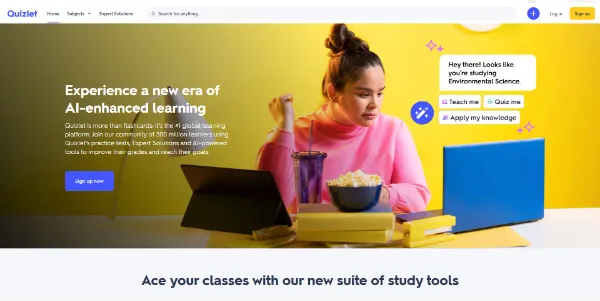 Quizlet
Home
Subjects
Expert Solutions
Search for anything
Log in
Sign up
Experience a new era of
AI-enhanced learning
Quizlet is more than flashcards: it's the #1 global learning
platform. Join our community of 300 million learners using
Quizlet's practice tests, Expert Solutions and AI-powered
tools to improve their grades and reach their goals.
Sign up now
Hey there! Looks like
you're studying
Environmental Science.
Teach me
Quiz me
Apply my knowledge
Ace your classes with our new suite of study tools